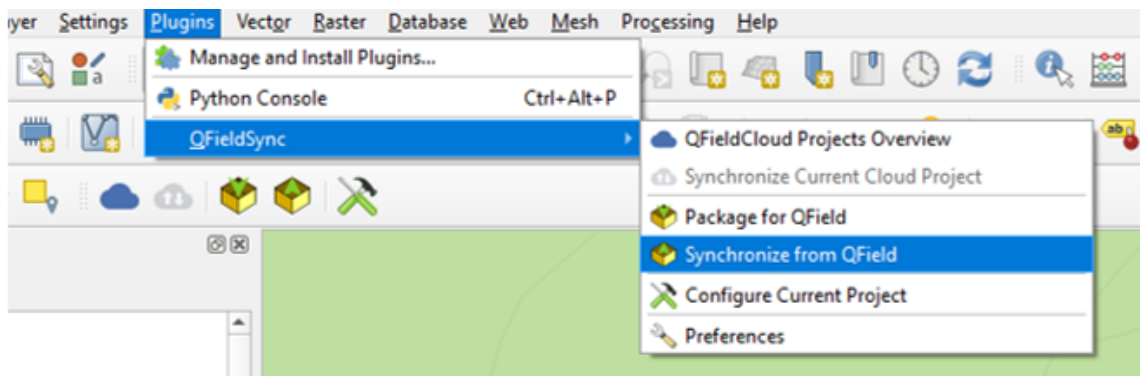 yer Settings Plugins Vector Raster Database Web Mesh Processing Help
Manage and Install Plugins...
a
Python Console Ctrl+Alt+P
QFieldSync
QFieldCloud Projects Overview
ab
Synchronize Current Cloud Project
Package for QField
Synchronize from QField
Configure Current Project
Preferences